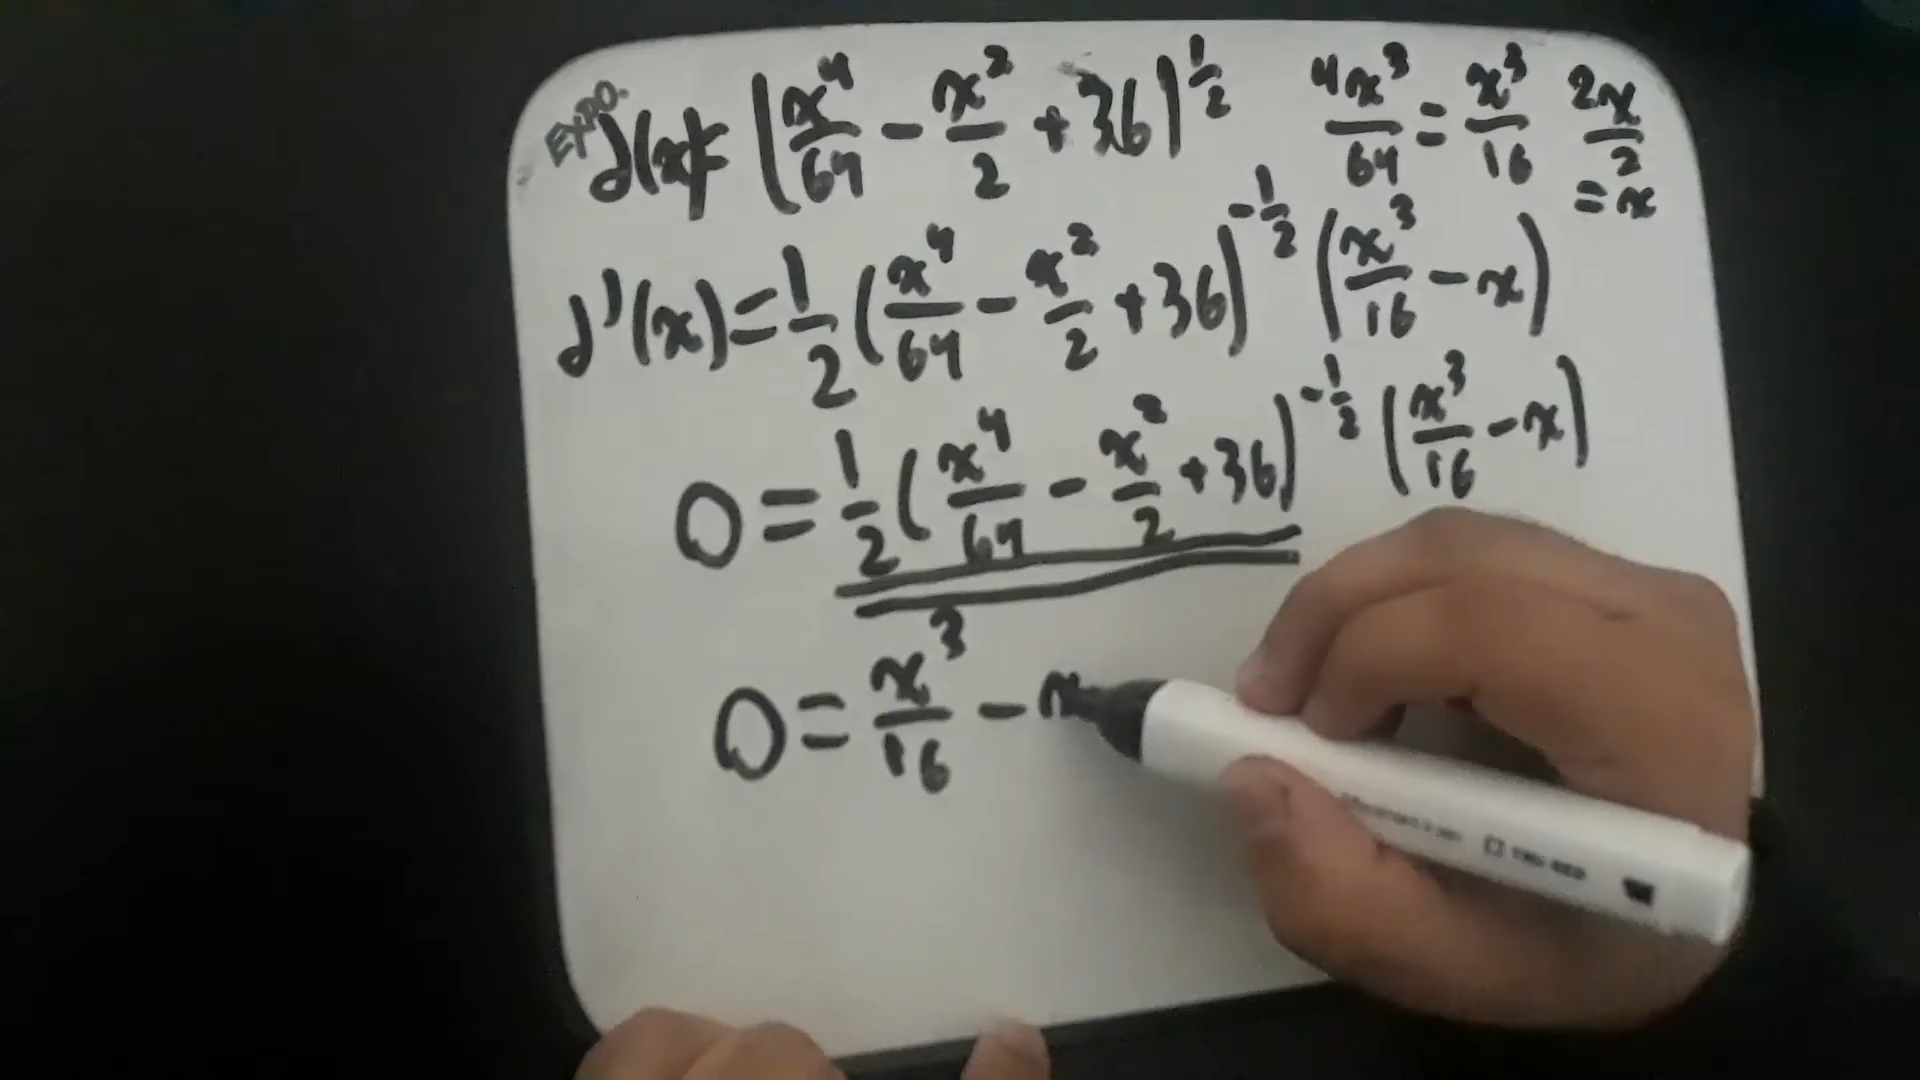 EXPO.
d(x)= (x⁴/64 - x²/2 + 36)^1/2 4x³/64 = x³/16 2x/2 = x
d'(x) = 1/2 (x⁴/64 - x²/2 + 36)^-1/2 (x³/16 - x)
0 = 1/2 (x⁴/64 - x²/2 + 36)^-1/2 (x³/16 - x)
0 = x³/16 - x